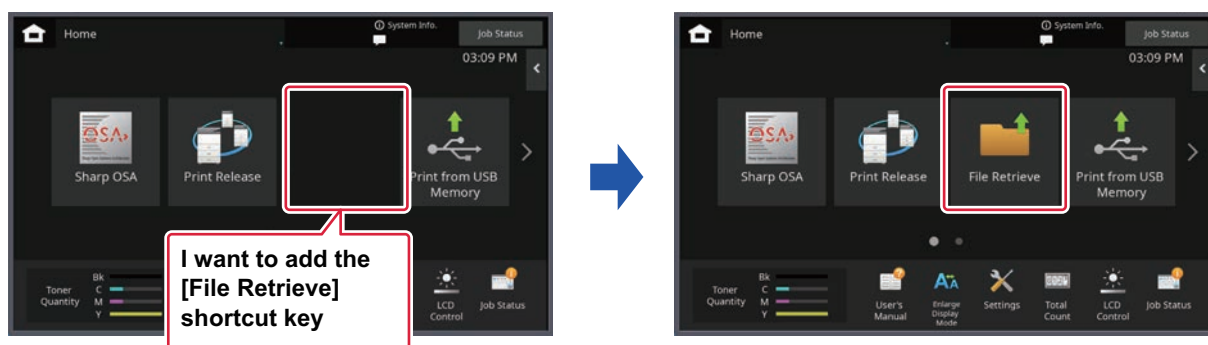 Home
System Info.
Job Status
03:09 PM
Sharp OSA
Print Release
Print from USB
Memory
I want to add the
[File Retrieve]
shortcut key
Toner
Quantity
Bk
C
M
Y
LCD
Control
Job Status
Home
System Info.
Job Status
03:09 PM
OSA
Sharp OSA
Print Release
File Retrieve
Print from USB
Memory
Toner
Quantity
Bk
C
M
Y
User's
Manual
Enlarge
Display
Mode
Settings
Total
Count
LCD
Control
Job Status